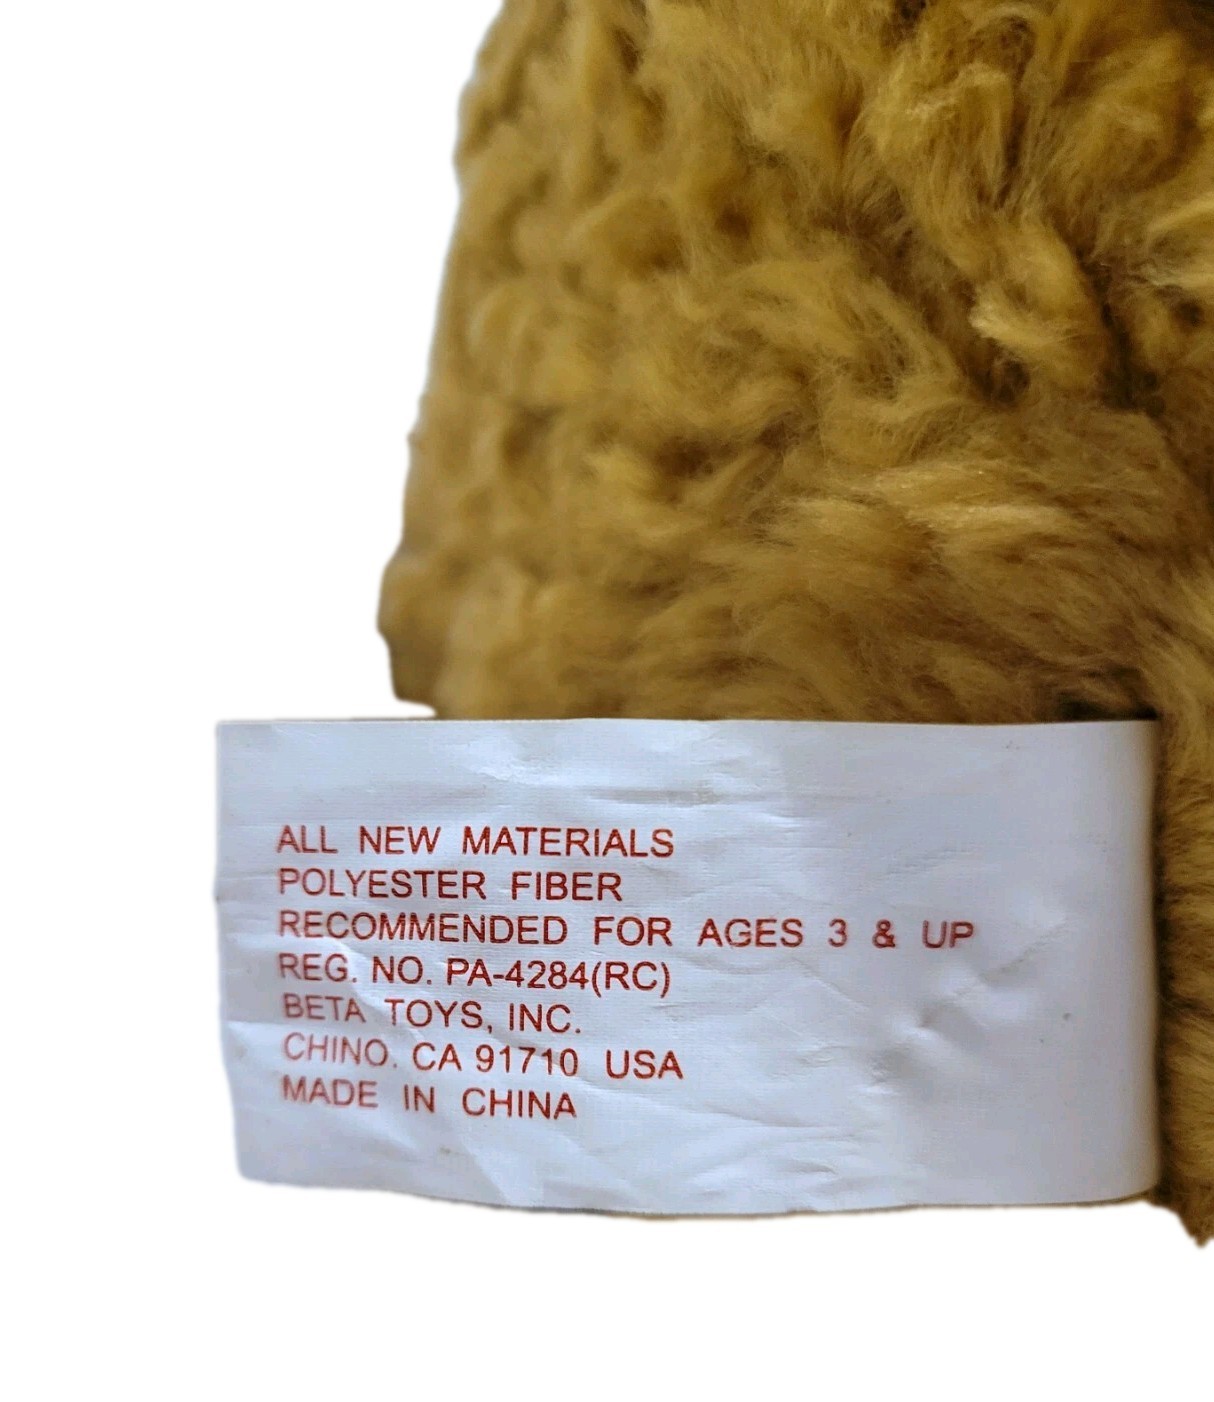 ALL NEW MATERIALS
POLYESTER FIBER
RECOMMENDED FOR AGES 3 & UP
REG. NO. PA-4284(RC)
BETA TOYS, INC.
CHINO. CA 91710 USA
MADE IN CHINA